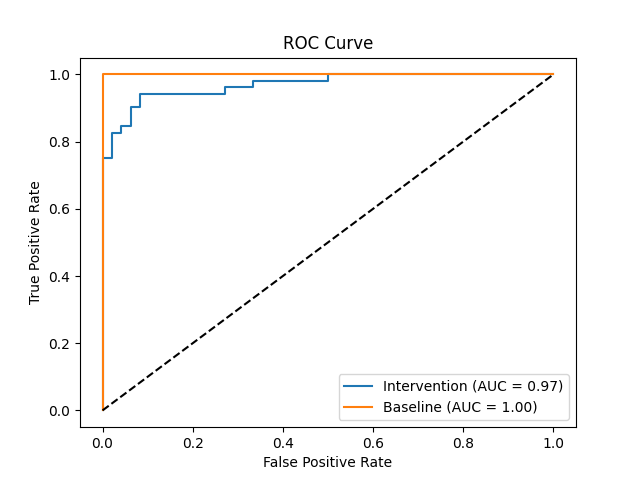 ROC Curve
True Positive Rate
1.0
0.8
0.6
0.4
0.2
0.0
Intervention (AUC = 0.97)
Baseline (AUC = 1.00)
0.0 0.2 0.4 0.6 0.8 1.0
False Positive Rate